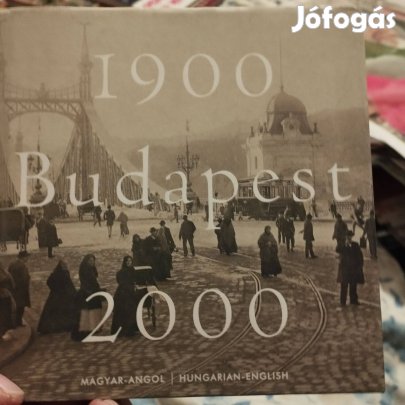 Jófogás
1900
Budapest
2000
MAGYAR-ANGOL | HUNGARIAN-ENGLISH